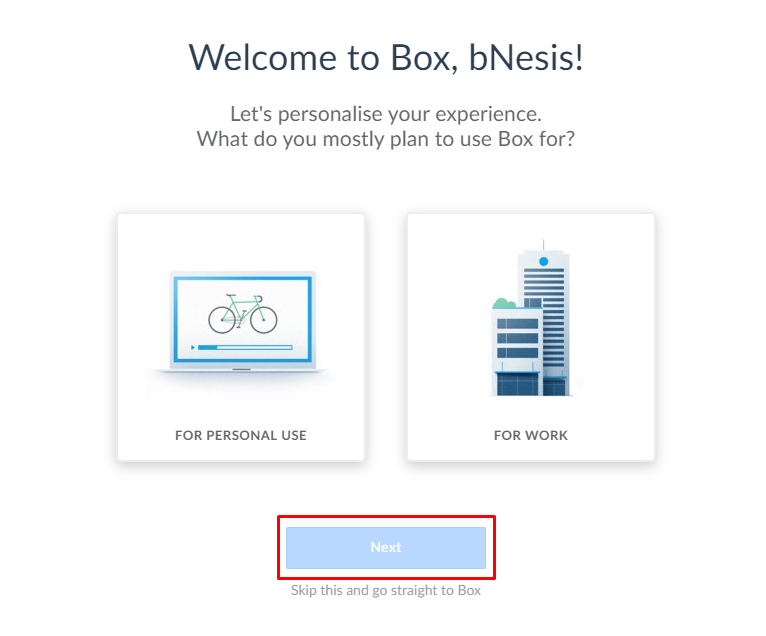 Welcome to Box, bNesis!
Let's personalise your experience.
What do you mostly plan to use Box for?
FOR PERSONAL USE
FOR WORK
Next
Skip this and go straight to Box